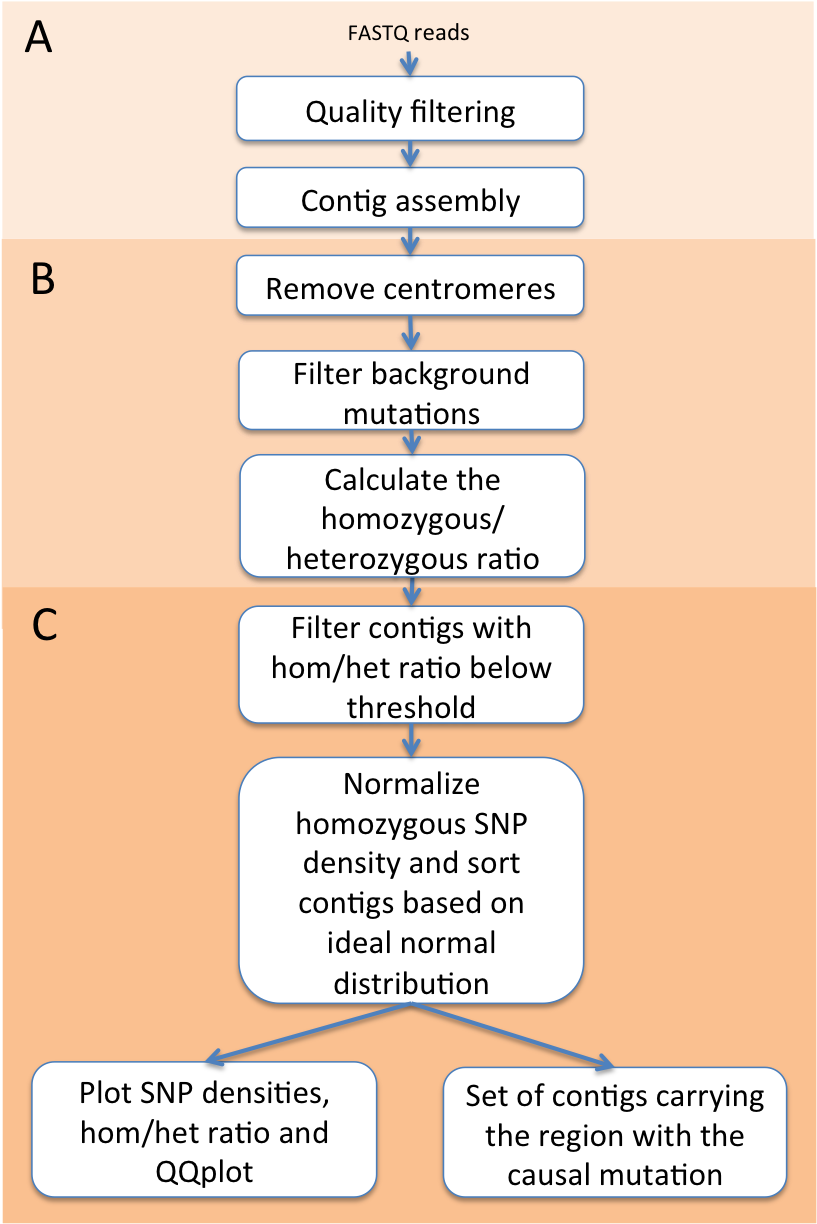 A
FASTQ reads
Quality filtering
Contig assembly
B
Remove centromeres
Filter background
mutations
Calculate the
homozygous/
heterozygous ratio
C
Filter contigs with
hom/het ratio below
threshold
Normalize
homozygous SNP
density and sort
contigs based on
ideal normal
distribution
Plot SNP densities,
hom/het ratio and
QQplot
Set of contigs carrying
the region with the
causal mutation